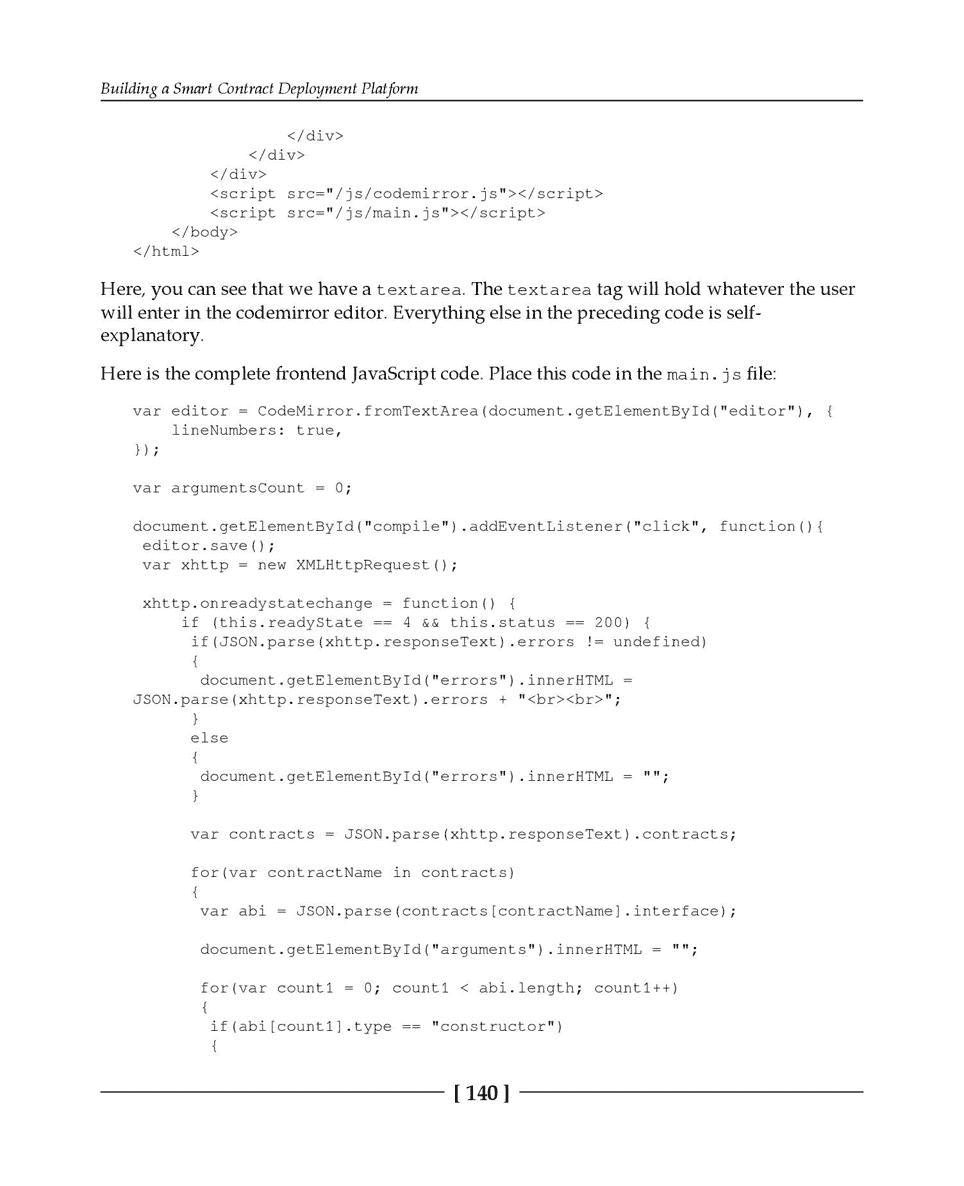 Building a Smart Contract Deployment Platform
</div>
</div>
</div>
<script src="/js/codemirror.js"></script>
<script src="/js/main.js"></script>
</body>
</html>
Here, you can see that we have a textarea. The textarea tag will hold whatever the user
will enter in the codemirror editor. Everything else in the preceding code is self-
explanatory.
Here is the complete frontend JavaScript code. Place this code in the main.js file:
var editor = CodeMirror.fromTextArea(document.getElementById("editor"), {
lineNumbers: true,
});
var argumentsCount = 0;
document.getElementById("compile").addEventListener("click", function(){
editor.save();
var xhttp = new XMLHttpRequest();
xhttp.onreadystatechange = function() {
if (this.readyState == 4 && this.status == 200) {
if(JSON.parse(xhttp.responseText).errors != undefined)
{
document.getElementById("errors").innerHTML =
JSON.parse(xhttp.responseText).errors + "<br><br>";
}
else
{
document.getElementById("errors").innerHTML = "";
}
var contracts = JSON.parse(xhttp.responseText).contracts;
for(var contractName in contracts)
{
var abi = JSON.parse(contracts[contractName].interface);
document.getElementById("arguments").innerHTML = "";
for(var count1 = 0; count1 < abi.length; count1++)
{
if(abi[count1].type == "constructor")
{
[ 140 ]